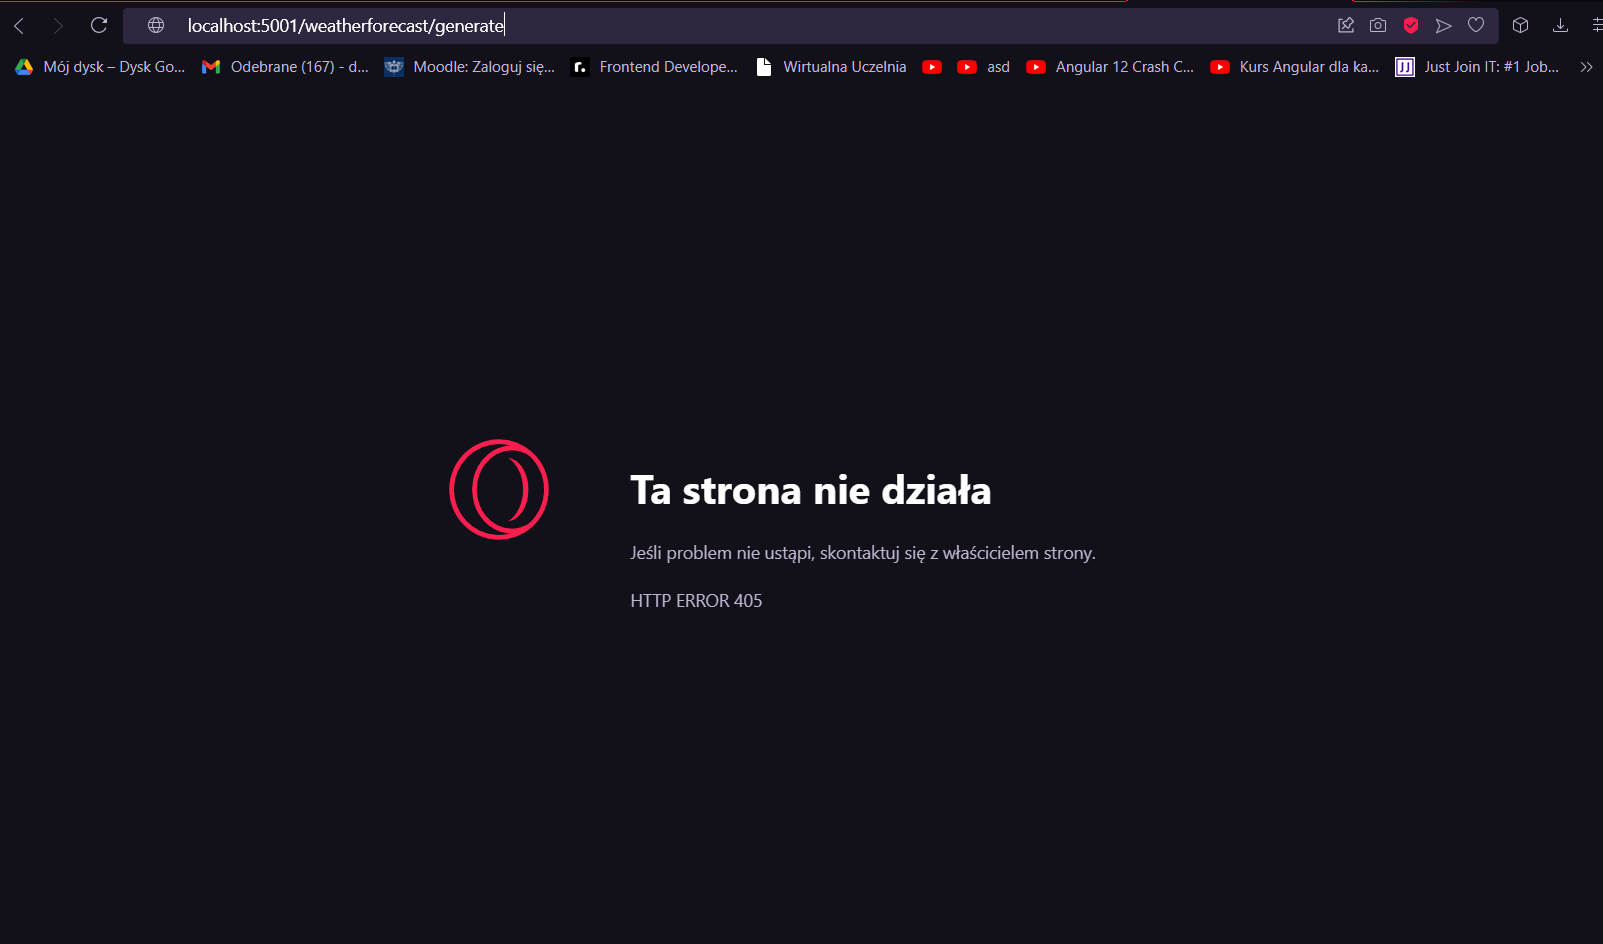 localhost:5001/weatherforecast/generate
Mój dysk – Dysk Go... Odebrane (167) - d... Moodle: Zaloguj się,... r. Frontend Develope... Wirtualna Uczelnia asd Angular 12 Crash C... Kurs Angular dla ka... JJ Just Join IT: #1 Job...
Ta strona nie działa
Jeśli problem nie ustąpi, skontaktuj się z właścicielem strony.
HTTP ERROR 405